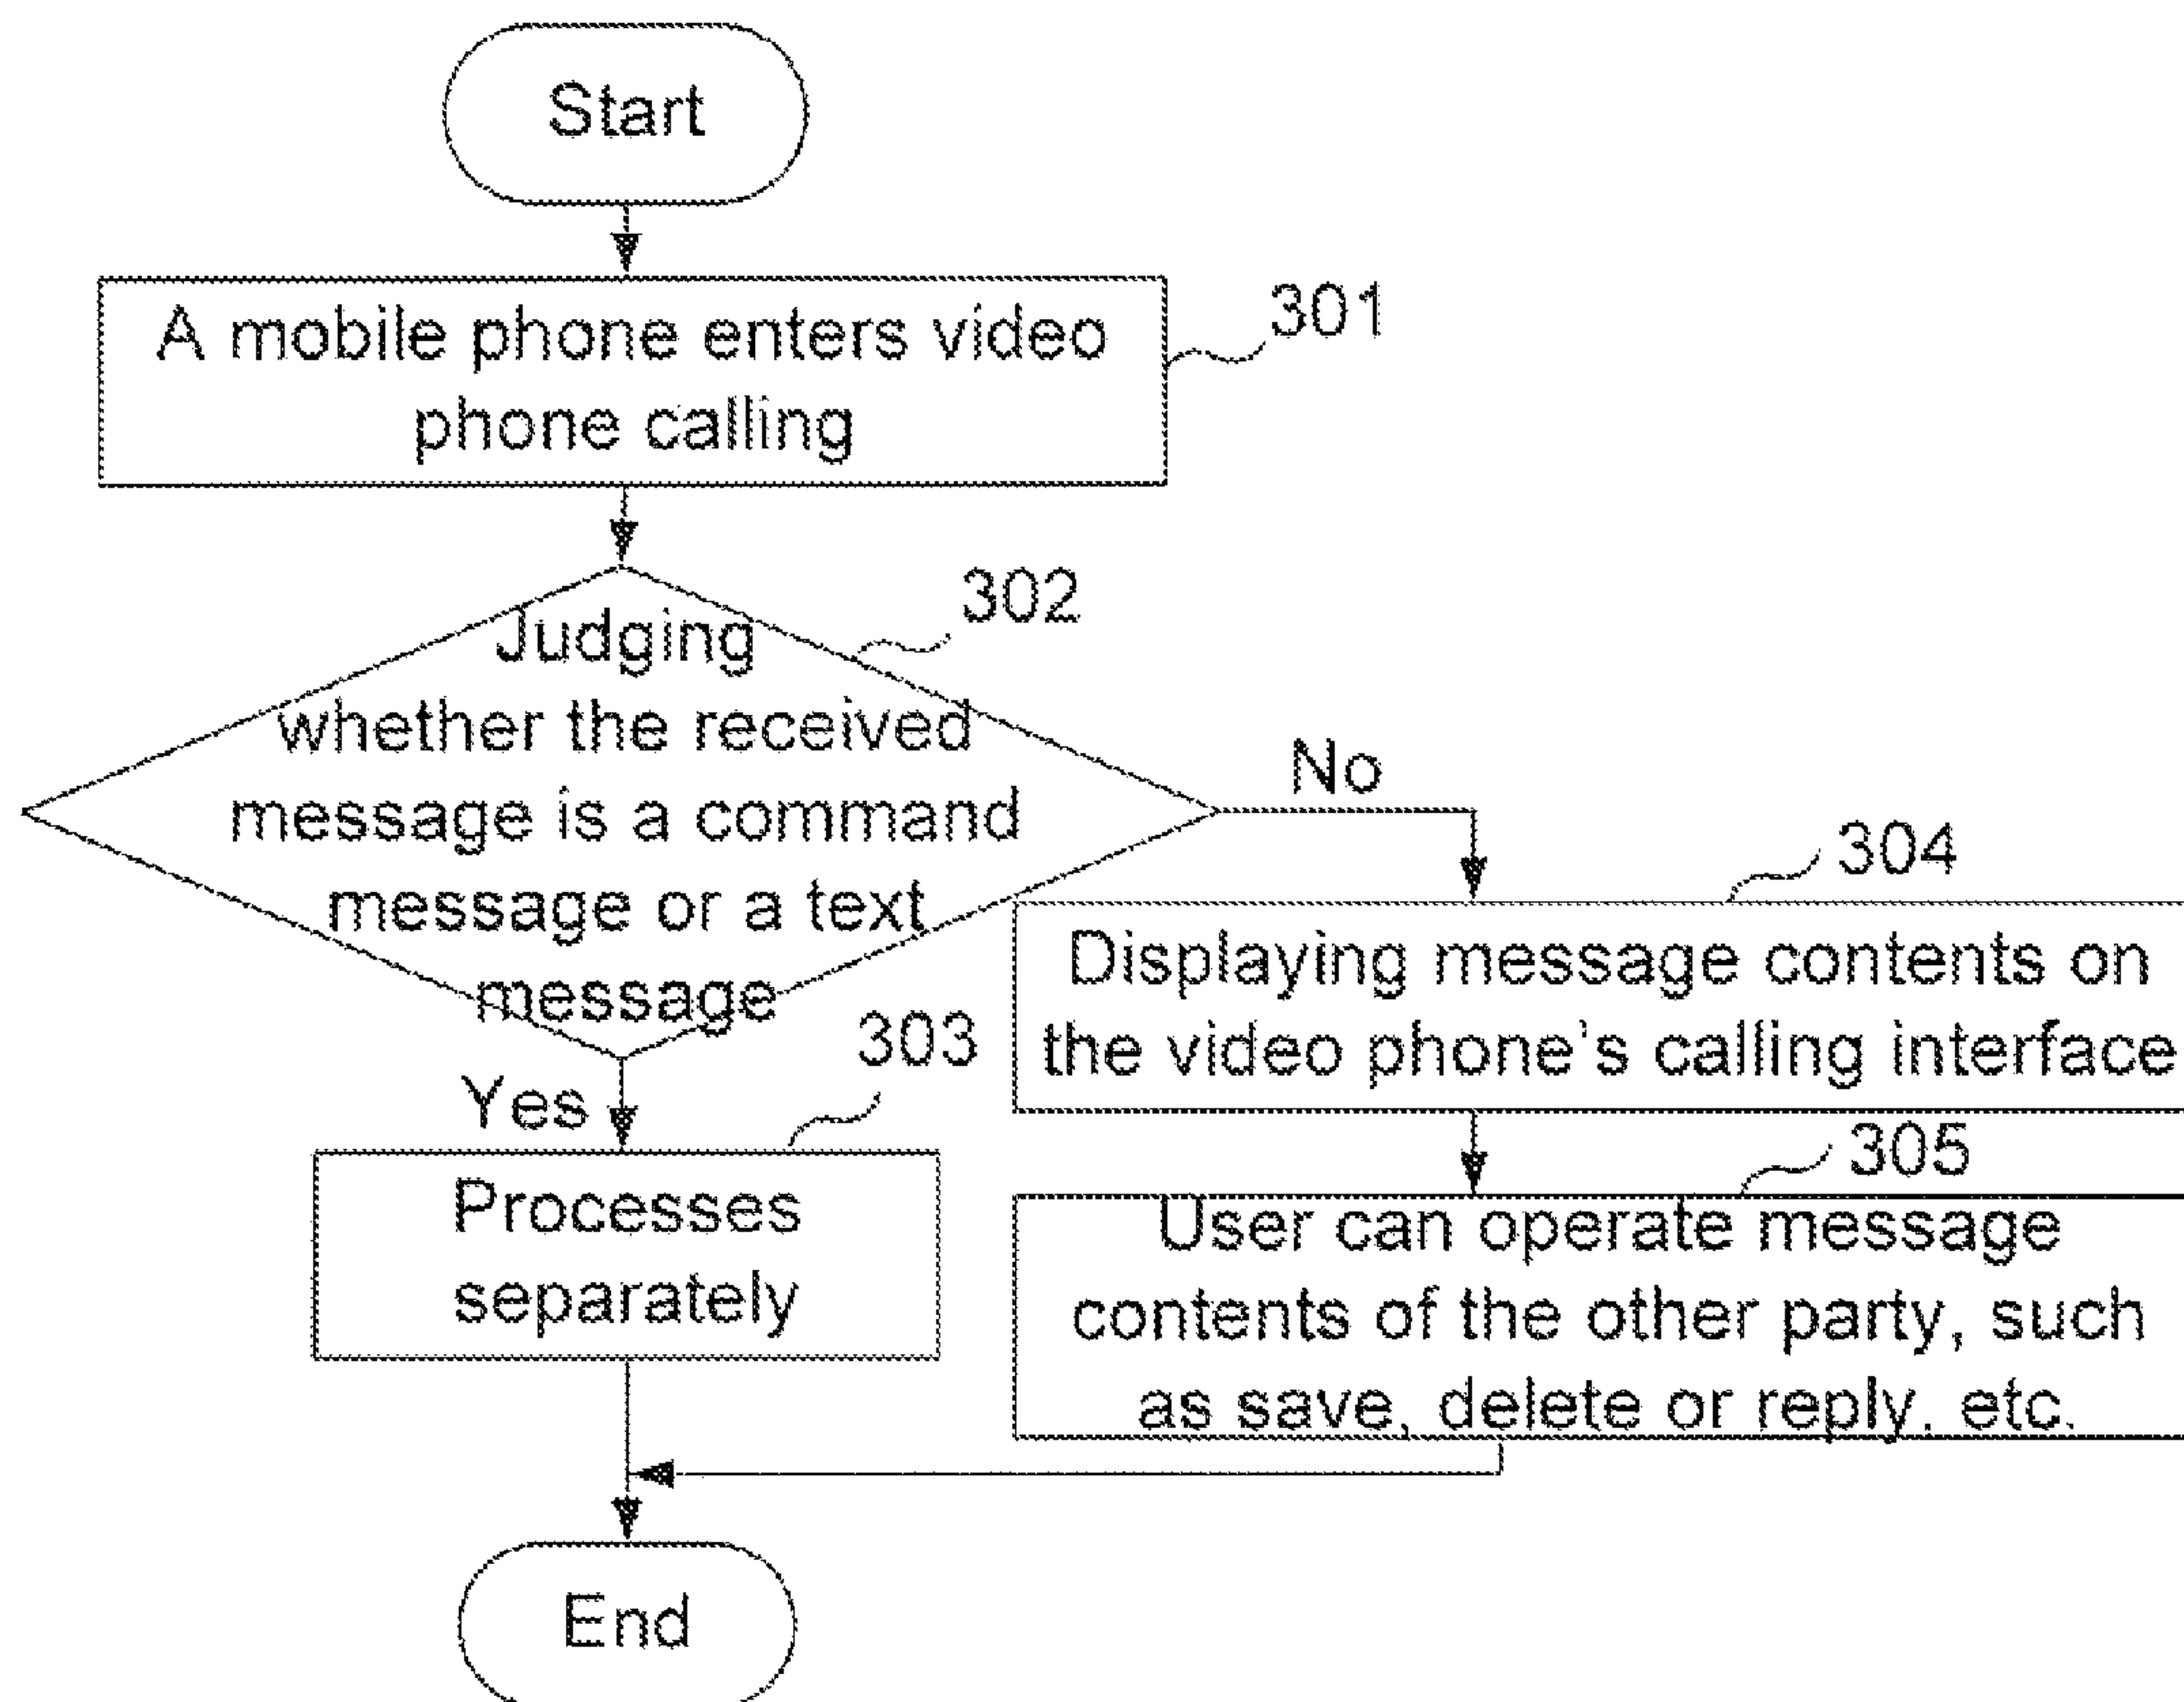 Start
A mobile phone enters video
phone calling
301
Judging
whether the received
message is a command
message or a text
message
302
No
Yes
303
Processes
separately
304
Displaying message contents on
the video phone's calling interface
305
User can operate message
contents of the other party, such
as save, delete or reply, etc.
End